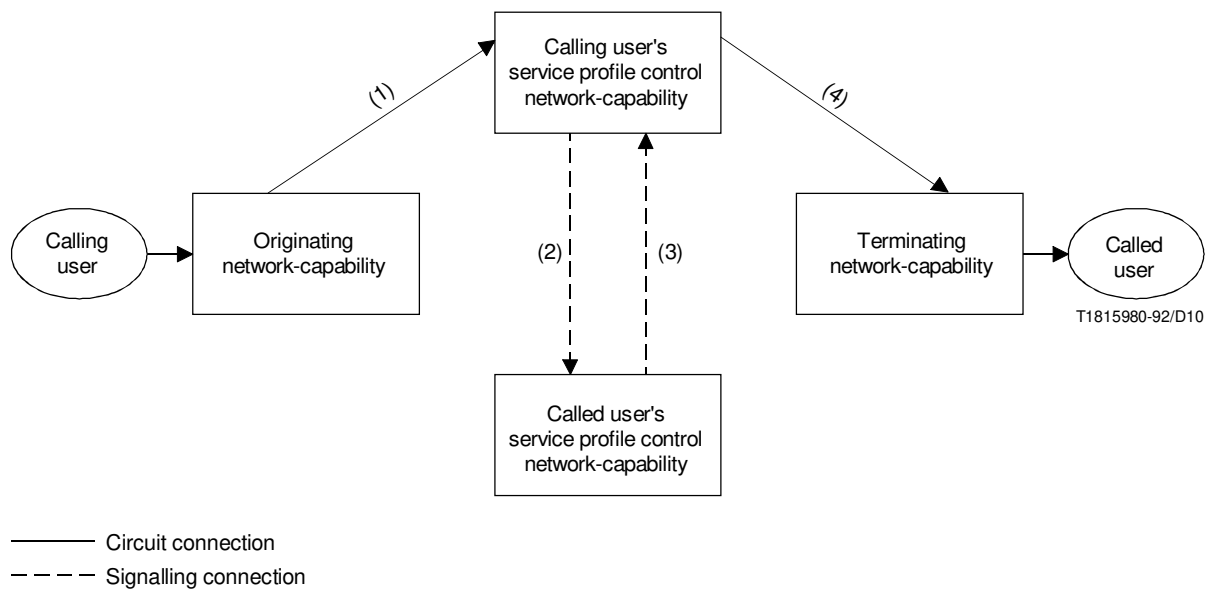 Calling user's
service profile control
network-capability
(1)
(4)
Calling
user
Originating
network-capability
(2)
(3)
Terminating
network-capability
Called
user
T1815980-92/D10
Called user's
service profile control
network-capability
Circuit connection
Signalling connection